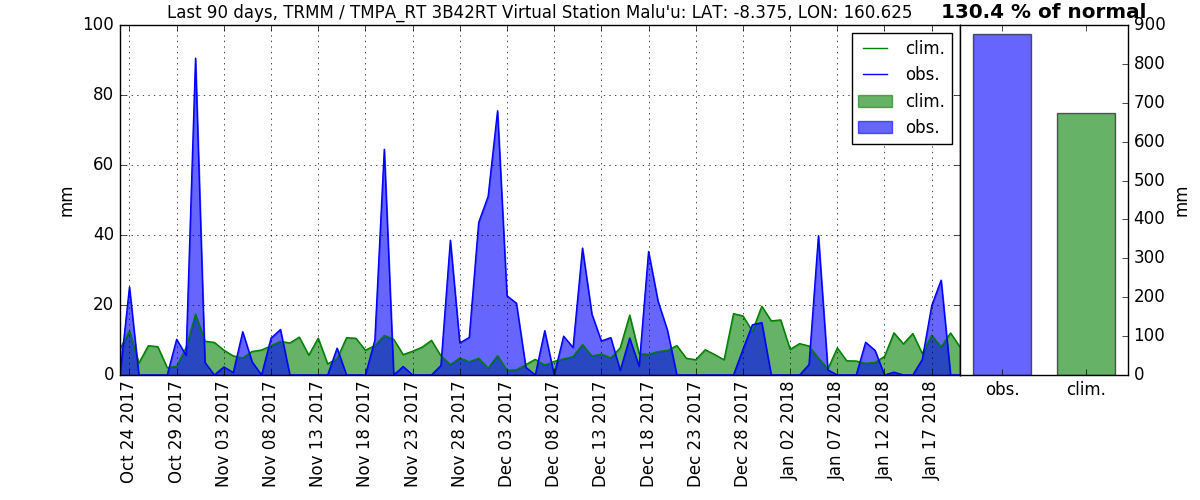 Last 90 days, TRMM / TMPA_RT 3B42RT Virtual Station Malu'u: LAT: -8.375, LON: 160.625
130.4 % of normal
100
80
60
40
20
0
mm
clim.
obs.
clim.
obs.
900
800
700
600
500
400
300
200
100
0
mm
obs.
clim.
Oct 24 2017
Oct 29 2017
Nov 03 2017
Nov 08 2017
Nov 13 2017
Nov 18 2017
Nov 23 2017
Nov 28 2017
Dec 03 2017
Dec 08 2017
Dec 13 2017
Dec 18 2017
Dec 23 2017
Dec 28 2017
Jan 02 2018
Jan 07 2018
Jan 12 2018
Jan 17 2018